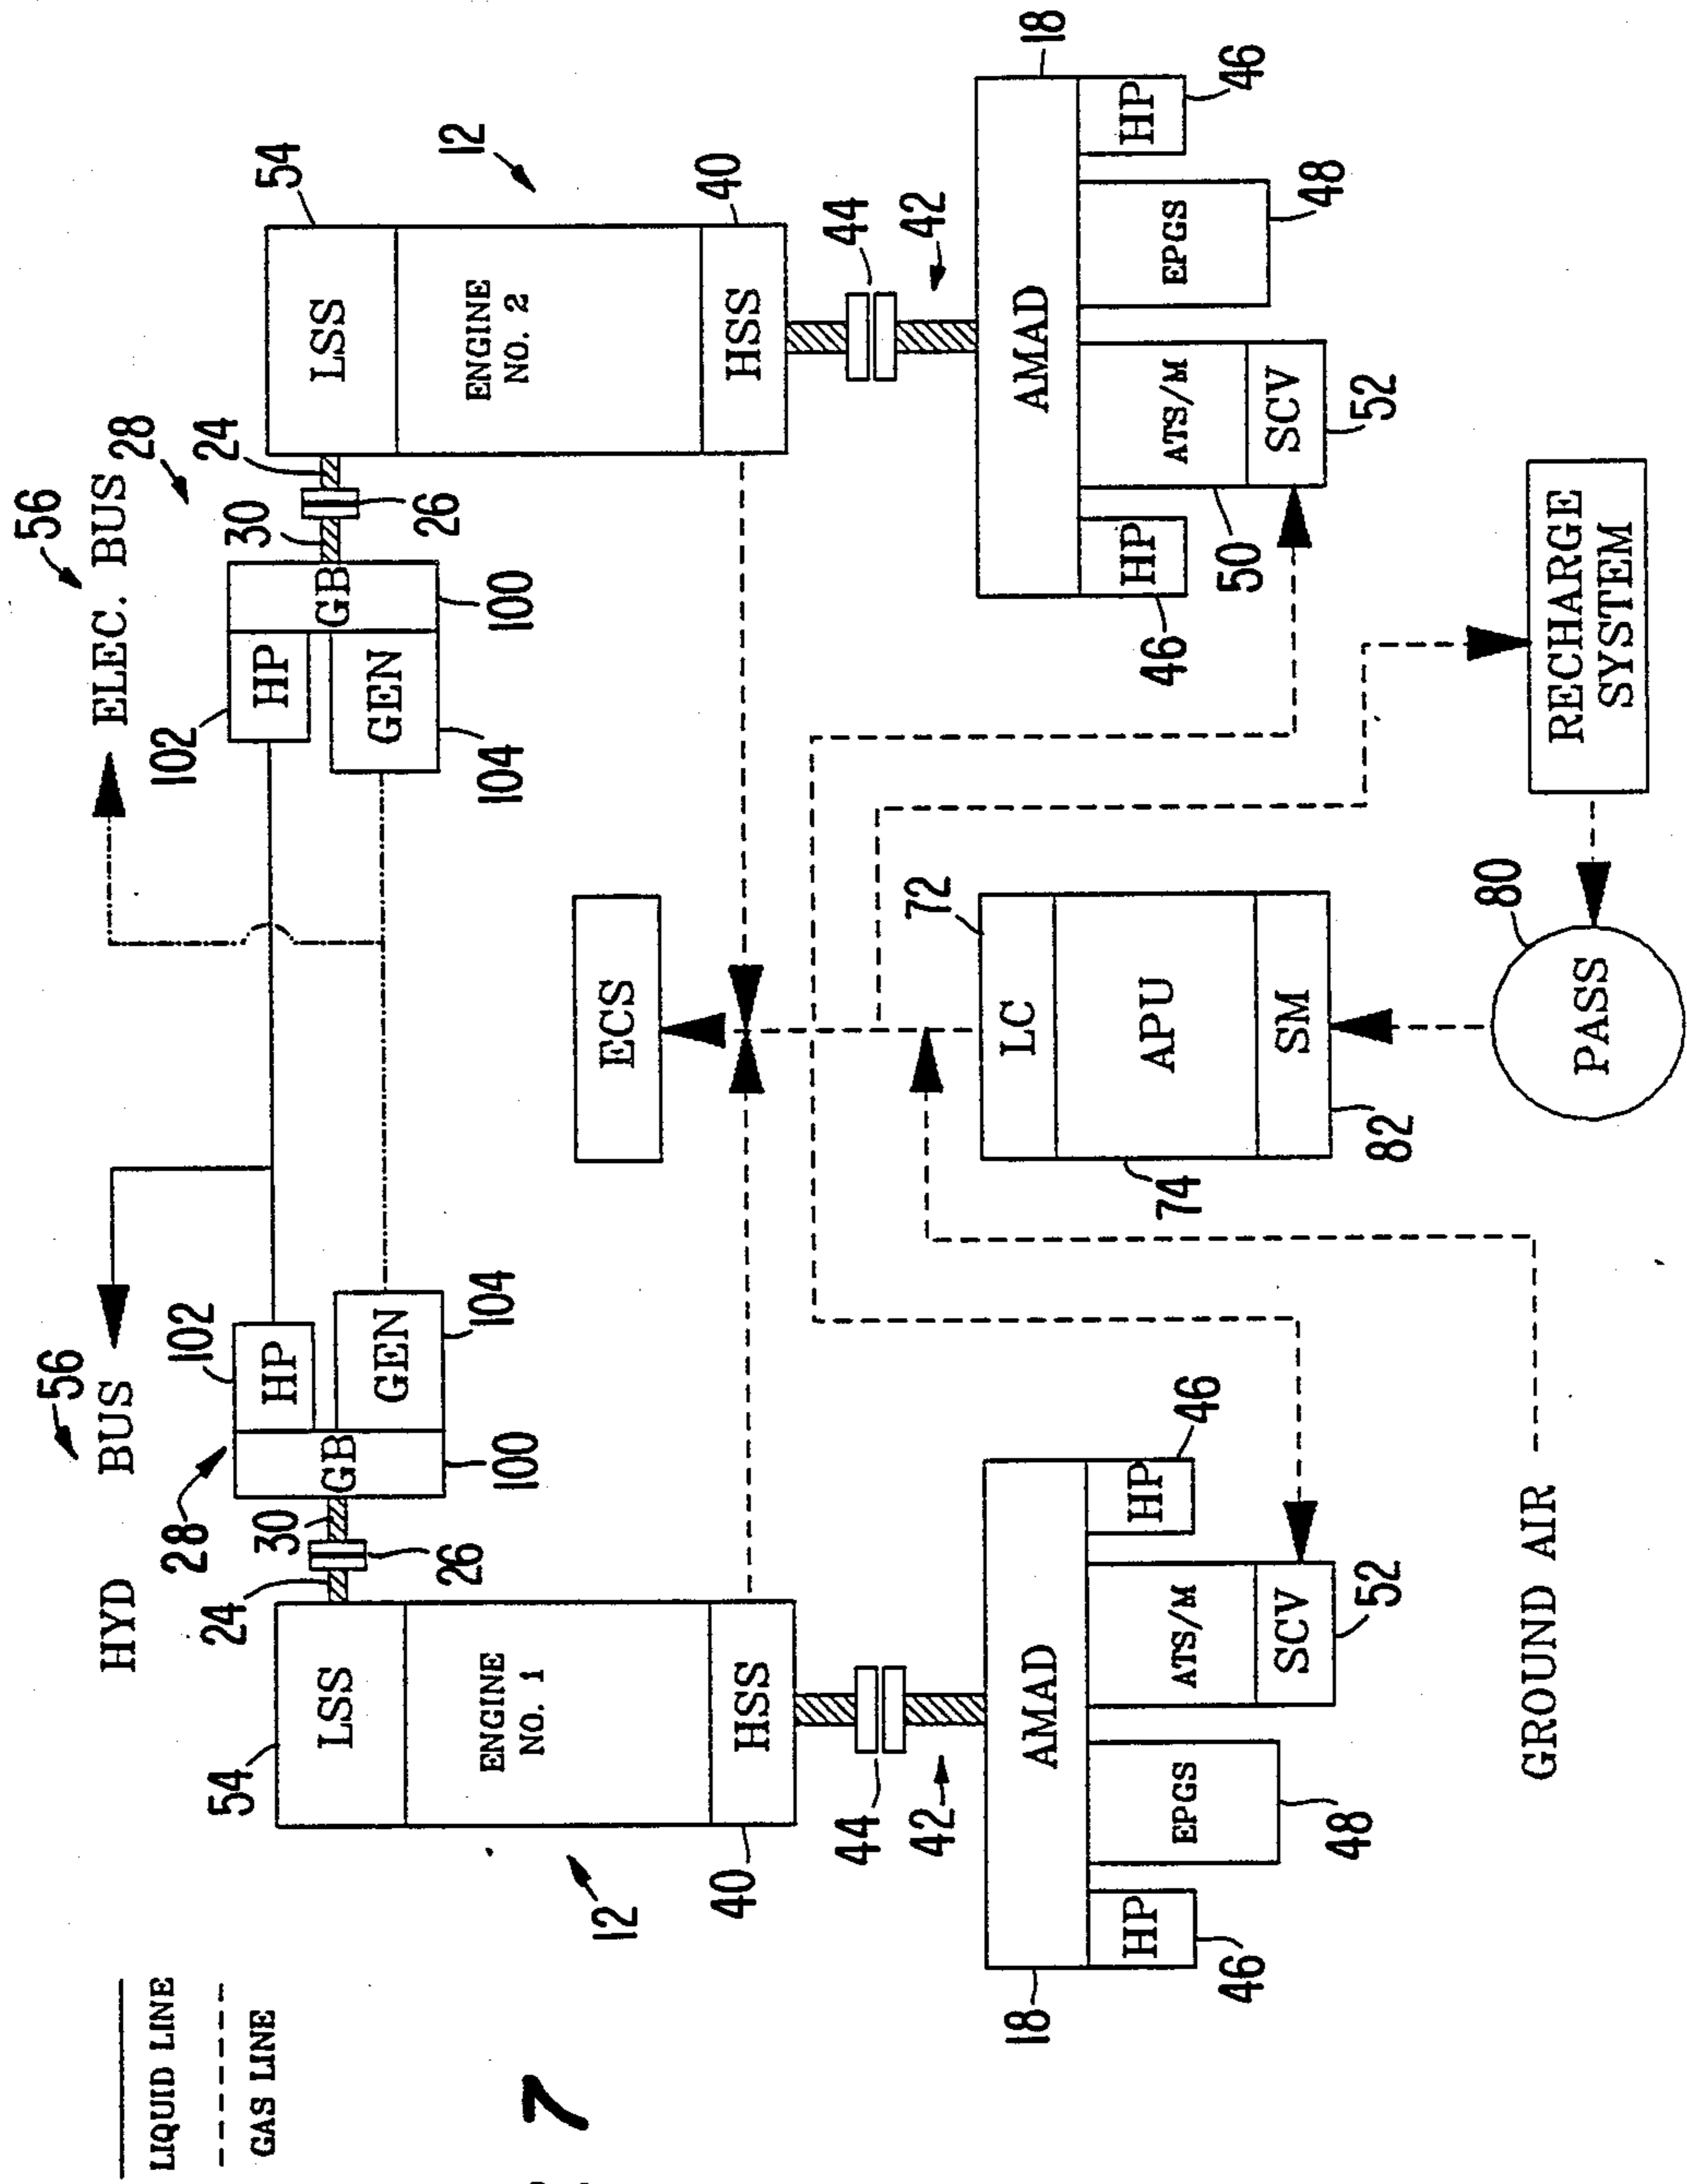 LIQUID LINE
GAS LINE
7
HYD BUS
56
56
ELEC. BUS
28
28
54
LSS
ENGINE
NO. 1
HSS
40
12
24
26
30
GB
100
HP
102
GEN
104
HP
102
GEN
104
GB
100
30
26
24
54
LSS
ENGINE
NO. 2
HSS
40
12
44
42
44
42
ECS
18
AMAD
HP
46
EPGS
48
ATS/M
SCV
52
HP
46
LC
72
APU
74
SM
82
AMAD
18
HP
46
ATS/M
50
SCV
52
EPGS
48
HP
46
GROUND AIR
PASS
80
RECHARGE
SYSTEM